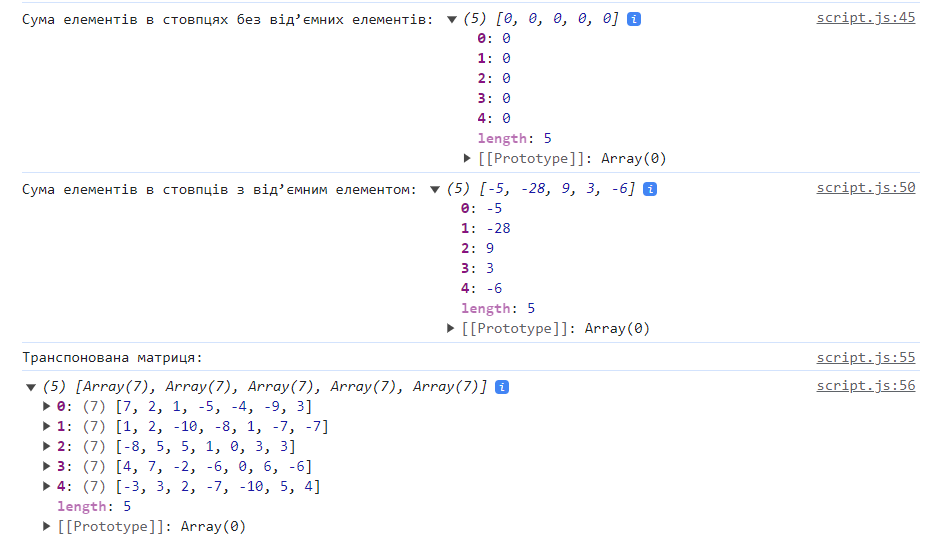 Сума елементів в стовпцях без від’ємних елементів: ▼ (5) [0, 0, 0, 0, 0] i script.js:45
0: 0
1: 0
2: 0
3: 0
4: 0
length: 5
▶ [[Prototype]]: Array(0)
Сума елементів в стовпців з від’ємним елементом: ▼ (5) [-5, -28, 9, 3, -6] i script.js:50
0: -5
1: -28
2: 9
3: 3
4: -6
length: 5
▶ [[Prototype]]: Array(0)
Транспонована матриця: script.js:55
▼ (5) [Array(7), Array(7), Array(7), Array(7), Array(7)] i script.js:56
▶ 0: (7) [7, 2, 1, -5, -4, -9, 3]
▶ 1: (7) [1, 2, -10, -8, 1, -7, -7]
▶ 2: (7) [-8, 5, 5, 1, 0, 3, 3]
▶ 3: (7) [4, 7, -2, -6, 0, 6, -6]
▶ 4: (7) [-3, 3, 2, -7, -10, 5, 4]
length: 5
▶ [[Prototype]]: Array(0)